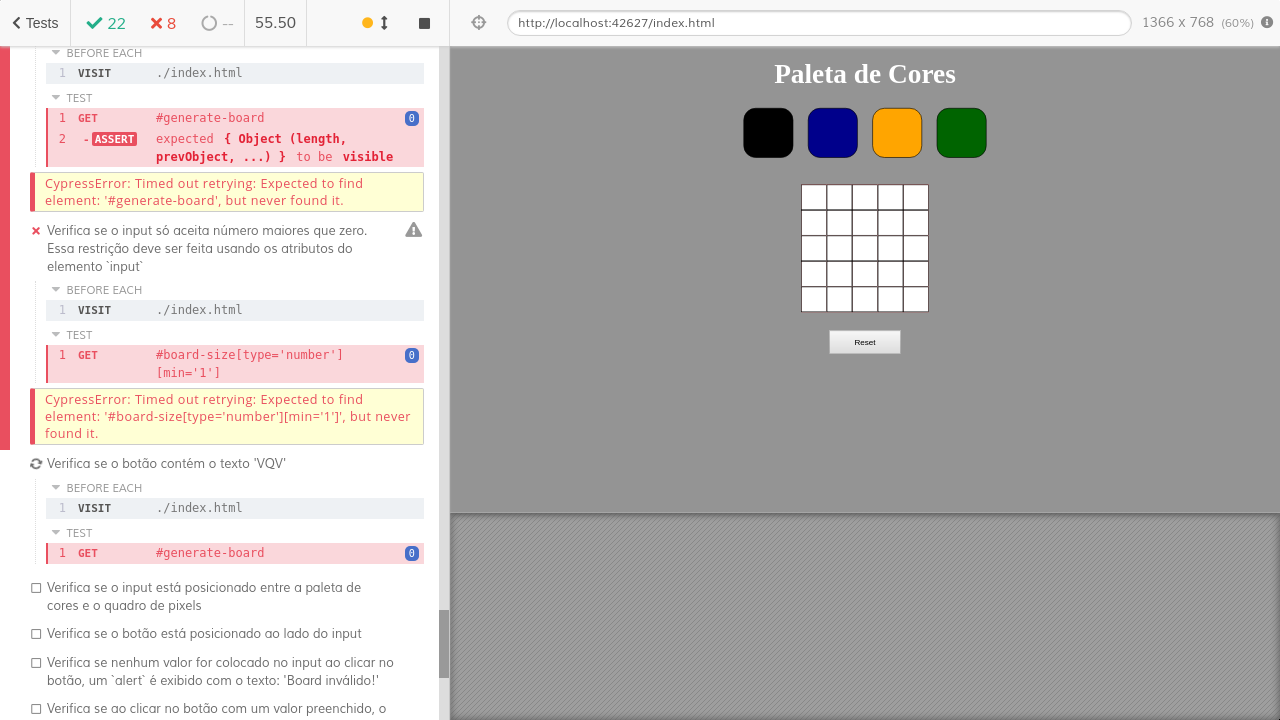 Tests
22
8
--
55.50
http://localhost:42627/index.html
1366 x 768 (60%)
BEFORE EACH
1 VISIT ./index.html
TEST
1 GET #generate-board 0
2 -ASSERT expected { Object (length,
prevObject, ...) } to be visible
CypressError: Timed out retrying: Expected to find
element: '#generate-board', but never found it.
Verifica se o input só aceita número maiores que zero.
Essa restrição deve ser feita usando os atributos do
elemento `input`
BEFORE EACH
1 VISIT ./index.html
TEST
1 GET #board-size[type='number'] 0
[min='1']
CypressError: Timed out retrying: Expected to find
element: '#board-size[type='number'][min='1']', but never
found it.
Verifica se o botão contém o texto 'VQV'
BEFORE EACH
1 VISIT ./index.html
TEST
1 GET #generate-board 0
Verifica se o input está posicionado entre a paleta de
cores e o quadro de pixels
Verifica se o botão está posicionado ao lado do input
Verifica se nenhum valor for colocado no input ao clicar no
botão, um `alert` é exibido com o texto: 'Board inválido!'
Verifica se ao clicar no botão com um valor preenchido, o
Paleta de Cores
Reset